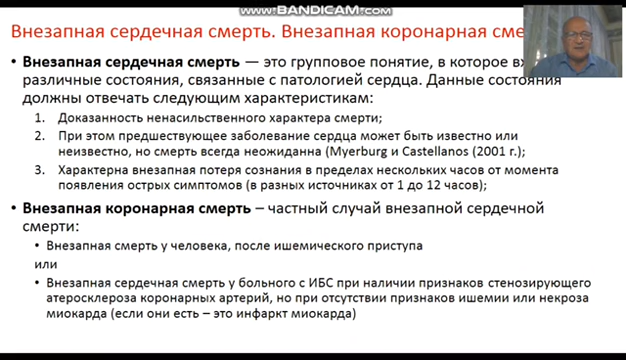 www.BANDICAM.com
Внезапная сердечная смерть. Внезапная коронарная
• Внезапная сердечная смерть — это групповое понятие, в которое
различные состояния, связанные с патологией сердца. Данные состояния
должны отвечать следующим характеристикам:
1. Доказанность ненасильственного характера смерти;
2. При этом предшествующее заболевание сердца может быть известно или
неизвестно, но смерть всегда неожиданна (Myerburg и Castellanos (2001 г.);
3. Характерна внезапная потеря сознания в пределах нескольких часов от момента
появления острых симптомов (в разных источниках от 1 до 12 часов);
• Внезапная коронарная смерть – частный случай внезапной сердечной
смерти:
• Внезапная смерть у человека, после ишемического приступа
или
• Внезапная сердечная смерть у больного с ИБС при наличии признаков стенозирующего
атеросклероза коронарных артерий, но при отсутствии признаков ишемии или некроза
миокарда (если они есть – это инфаркт миокарда)